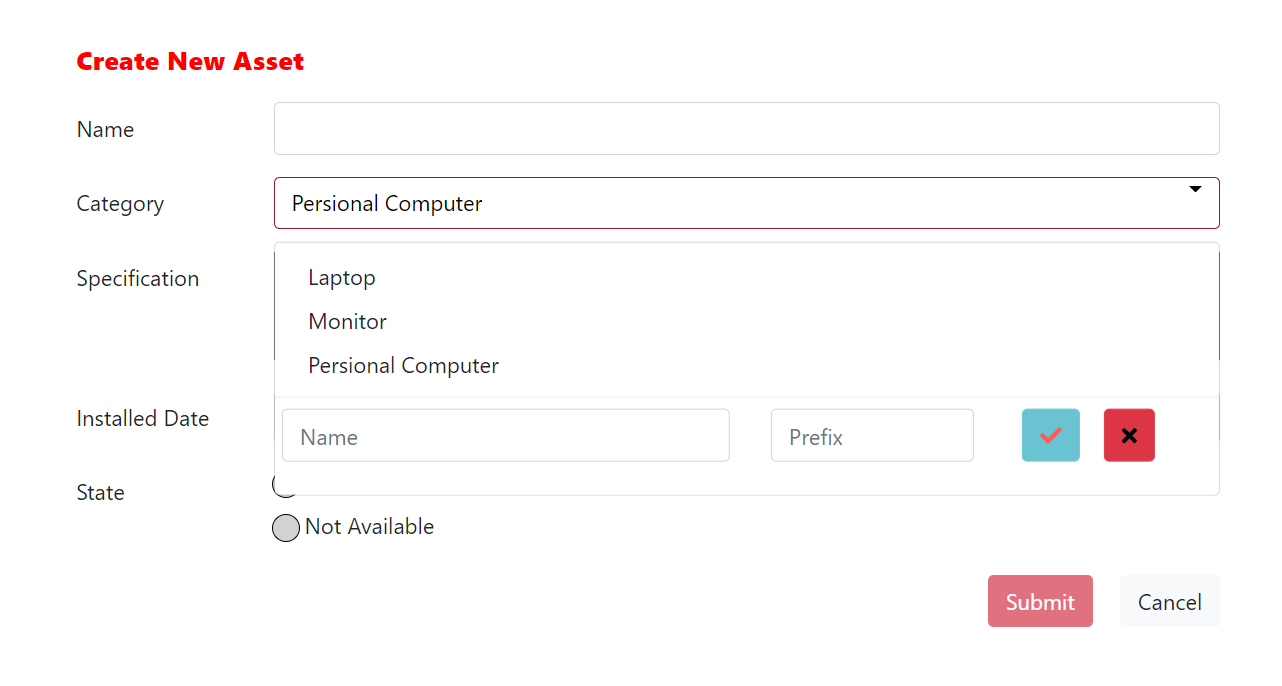 Create New Asset
Name
Category
Persional Computer
Specification
Laptop
Monitor
Persional Computer
Installed Date
Name
Prefix
State
Not Available
Submit
Cancel